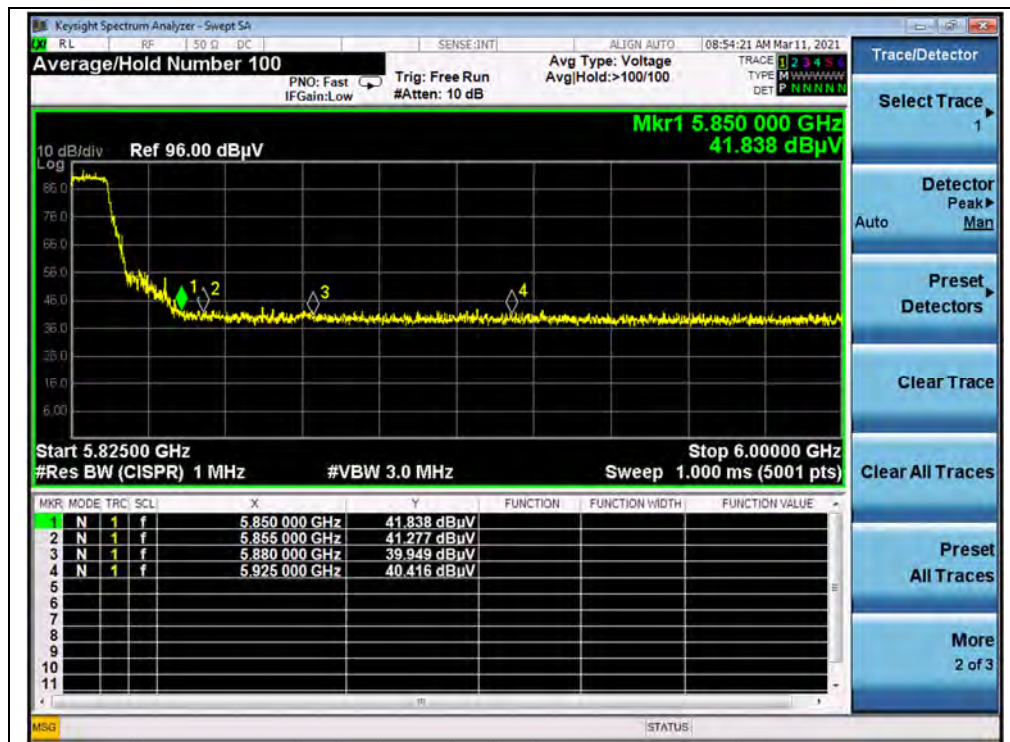 Keysight Spectrum Analyzer - Swept SA
LXI RL RF 50 Ω DC SENSE:INT ALIGN AUTO 08:54:21 AM Mar 11, 2021
Average/Hold Number 100
PNO: Fast
IFGain:Low
Trig: Free Run
#Atten: 10 dB
Avg Type: Voltage
Avg|Hold:>100/100
TRACE 1 2 3 4 5 6
TYPE M WWWWW
DET P N N N N N
Mkr1 5.850 000 GHz
41.838 dBµV
10 dB/div Ref 96.00 dBµV
Log
86.0
76.0
66.0
56.0
46.0
36.0
26.0
16.0
6.00
1 2 3 4
Start 5.82500 GHz Stop 6.00000 GHz
#Res BW (CISPR) 1 MHz #VBW 3.0 MHz Sweep 1.000 ms (5001 pts)
MKR MODE TRC SCL X Y FUNCTION FUNCTION WIDTH FUNCTION VALUE
1 N 1 f 5.850 000 GHz 41.838 dBµV
2 N 1 f 5.855 000 GHz 41.277 dBµV
3 N 1 f 5.880 000 GHz 39.949 dBµV
4 N 1 f 5.925 000 GHz 40.416 dBµV
5
6
7
8
9
10
11
MSG STATUS
Trace/Detector
Select Trace
1
Detector
Peak
Auto Man
Preset
Detectors
Clear Trace
Clear All Traces
Preset
All Traces
More
2 of 3